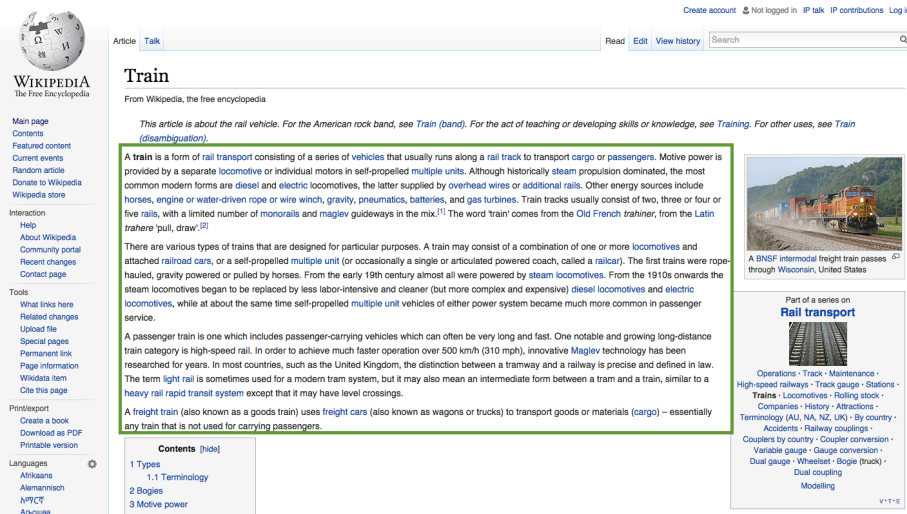 Create account Not logged in IP talk IP contributions Log in
WIKIPEDIA
The Free Encyclopedia
Main page
Contents
Featured content
Current events
Random article
Donate to Wikipedia
Wikipedia store
Interaction
Help
About Wikipedia
Community portal
Recent changes
Contact page
Tools
What links here
Related changes
Upload file
Special pages
Permanent link
Page information
Wikidata item
Cite this page
Print/export
Create a book
Download as PDF
Printable version
Languages
Afrikaans
Alemannisch
አማርኛ
Article Talk
Read Edit View history Search
Train
From Wikipedia, the free encyclopedia
This article is about the rail vehicle. For the American rock band, see Train (band). For the act of teaching or developing skills or knowledge, see Training. For other uses, see Train
(disambiguation).
A train is a form of rail transport consisting of a series of vehicles that usually runs along a rail track to transport cargo or passengers. Motive power is
provided by a separate locomotive or individual motors in self-propelled multiple units. Although historically steam propulsion dominated, the most
common modern forms are diesel and electric locomotives, the latter supplied by overhead wires or additional rails. Other energy sources include
horses, engine or water-driven rope or wire winch, gravity, pneumatics, batteries, and gas turbines. Train tracks usually consist of two, three or four or
five rails, with a limited number of monorails and maglev guideways in the mix.[1] The word 'train' comes from the Old French trahiner, from the Latin
trahere 'pull, draw'.[2]
There are various types of trains that are designed for particular purposes. A train may consist of a combination of one or more locomotives and
attached railroad cars, or a self-propelled multiple unit (or occasionally a single or articulated powered coach, called a railcar). The first trains were rope-
hauled, gravity powered or pulled by horses. From the early 19th century almost all were powered by steam locomotives. From the 1910s onwards the
steam locomotives began to be replaced by less labor-intensive and cleaner (but more complex and expensive) diesel locomotives and electric
locomotives, while at about the same time self-propelled multiple unit vehicles of either power system became much more common in passenger
service.
A passenger train is one which includes passenger-carrying vehicles which can often be very long and fast. One notable and growing long-distance
train category is high-speed rail. In order to achieve much faster operation over 500 km/h (310 mph), innovative Maglev technology has been
researched for years. In most countries, such as the United Kingdom, the distinction between a tramway and a railway is precise and defined in law.
The term light rail is sometimes used for a modern tram system, but it may also mean an intermediate form between a tram and a train, similar to a
heavy rail rapid transit system except that it may have level crossings.
A freight train (also known as a goods train) uses freight cars (also known as wagons or trucks) to transport goods or materials (cargo) – essentially
any train that is not used for carrying passengers.
Contents [hide]
1 Types
1.1 Terminology
2 Bogies
3 Motive power
A BNSF intermodal freight train passes
through Wisconsin, United States
Part of a series on
Rail transport
Operations · Track · Maintenance ·
High-speed railways · Track gauge · Stations ·
Trains · Locomotives · Rolling stock ·
Companies · History · Attractions ·
Terminology (AU, NA, NZ, UK) · By country ·
Accidents · Railway couplings ·
Couplers by country · Coupler conversion ·
Variable gauge · Gauge conversion ·
Dual gauge · Wheelset · Bogie (truck) ·
Dual coupling
Modelling
V · T · E